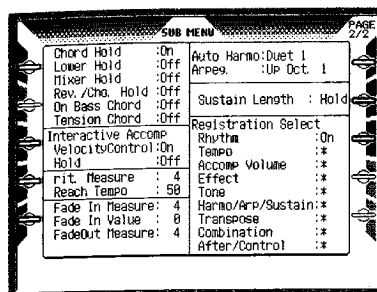 SUB MENU
PAGE 2/2
Chord Hold :On
Lower Hold :Off
Mixer Hold :Off
Rev./Cho. Hold :Off
On Bass Chord :Off
Tension Chord :Off
Interactive Accomp
VelocityControl:On
Hold :Off
rit. Measure : 4
Reach Tempo : 50
Fade In Measure: 4
Fade In Value : 0
FadeOut Measure: 4
Auto Harmo:Duet 1
Arpeg. :Up Oct. 1
Sustain Length : Hold
Registration Select
Rhythm :On
Tempo :*
Accomp Volume :*
Effect :*
Tone :*
Harmo/Arp/Sustain:*
Transpose :*
Combination :*
After/Control :*